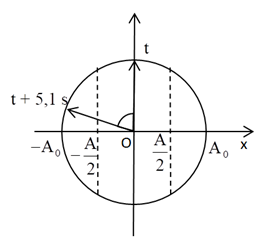 t
t + 5,1 s
O
x
−A₀
−A/2
A/2
A₀